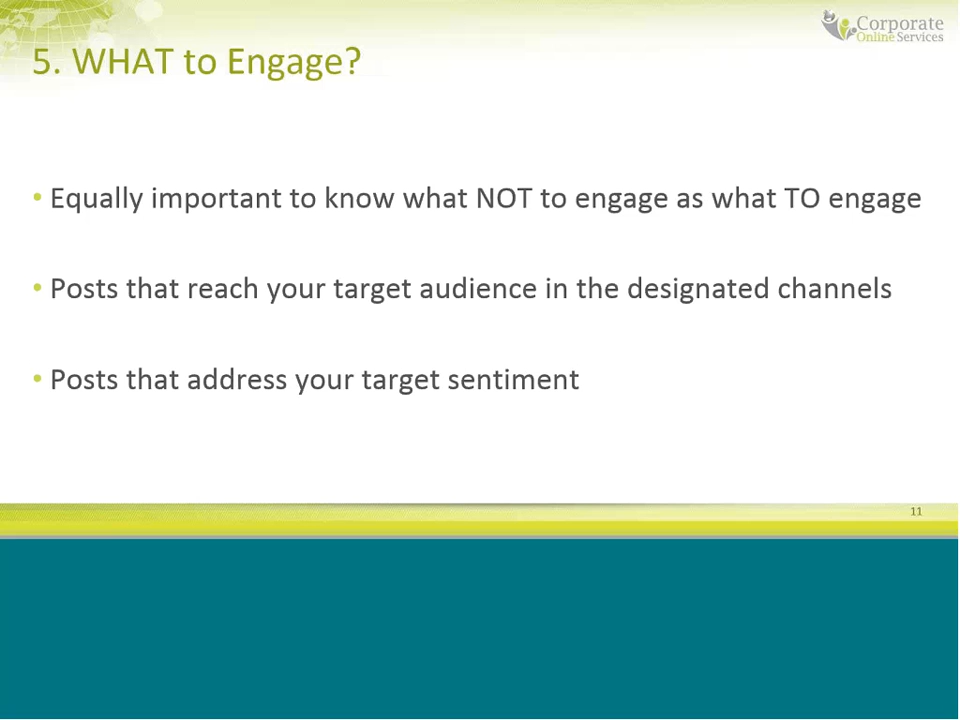 Corporate
Online Services
5. WHAT to Engage?
• Equally important to know what NOT to engage as what TO engage
• Posts that reach your target audience in the designated channels
• Posts that address your target sentiment
11